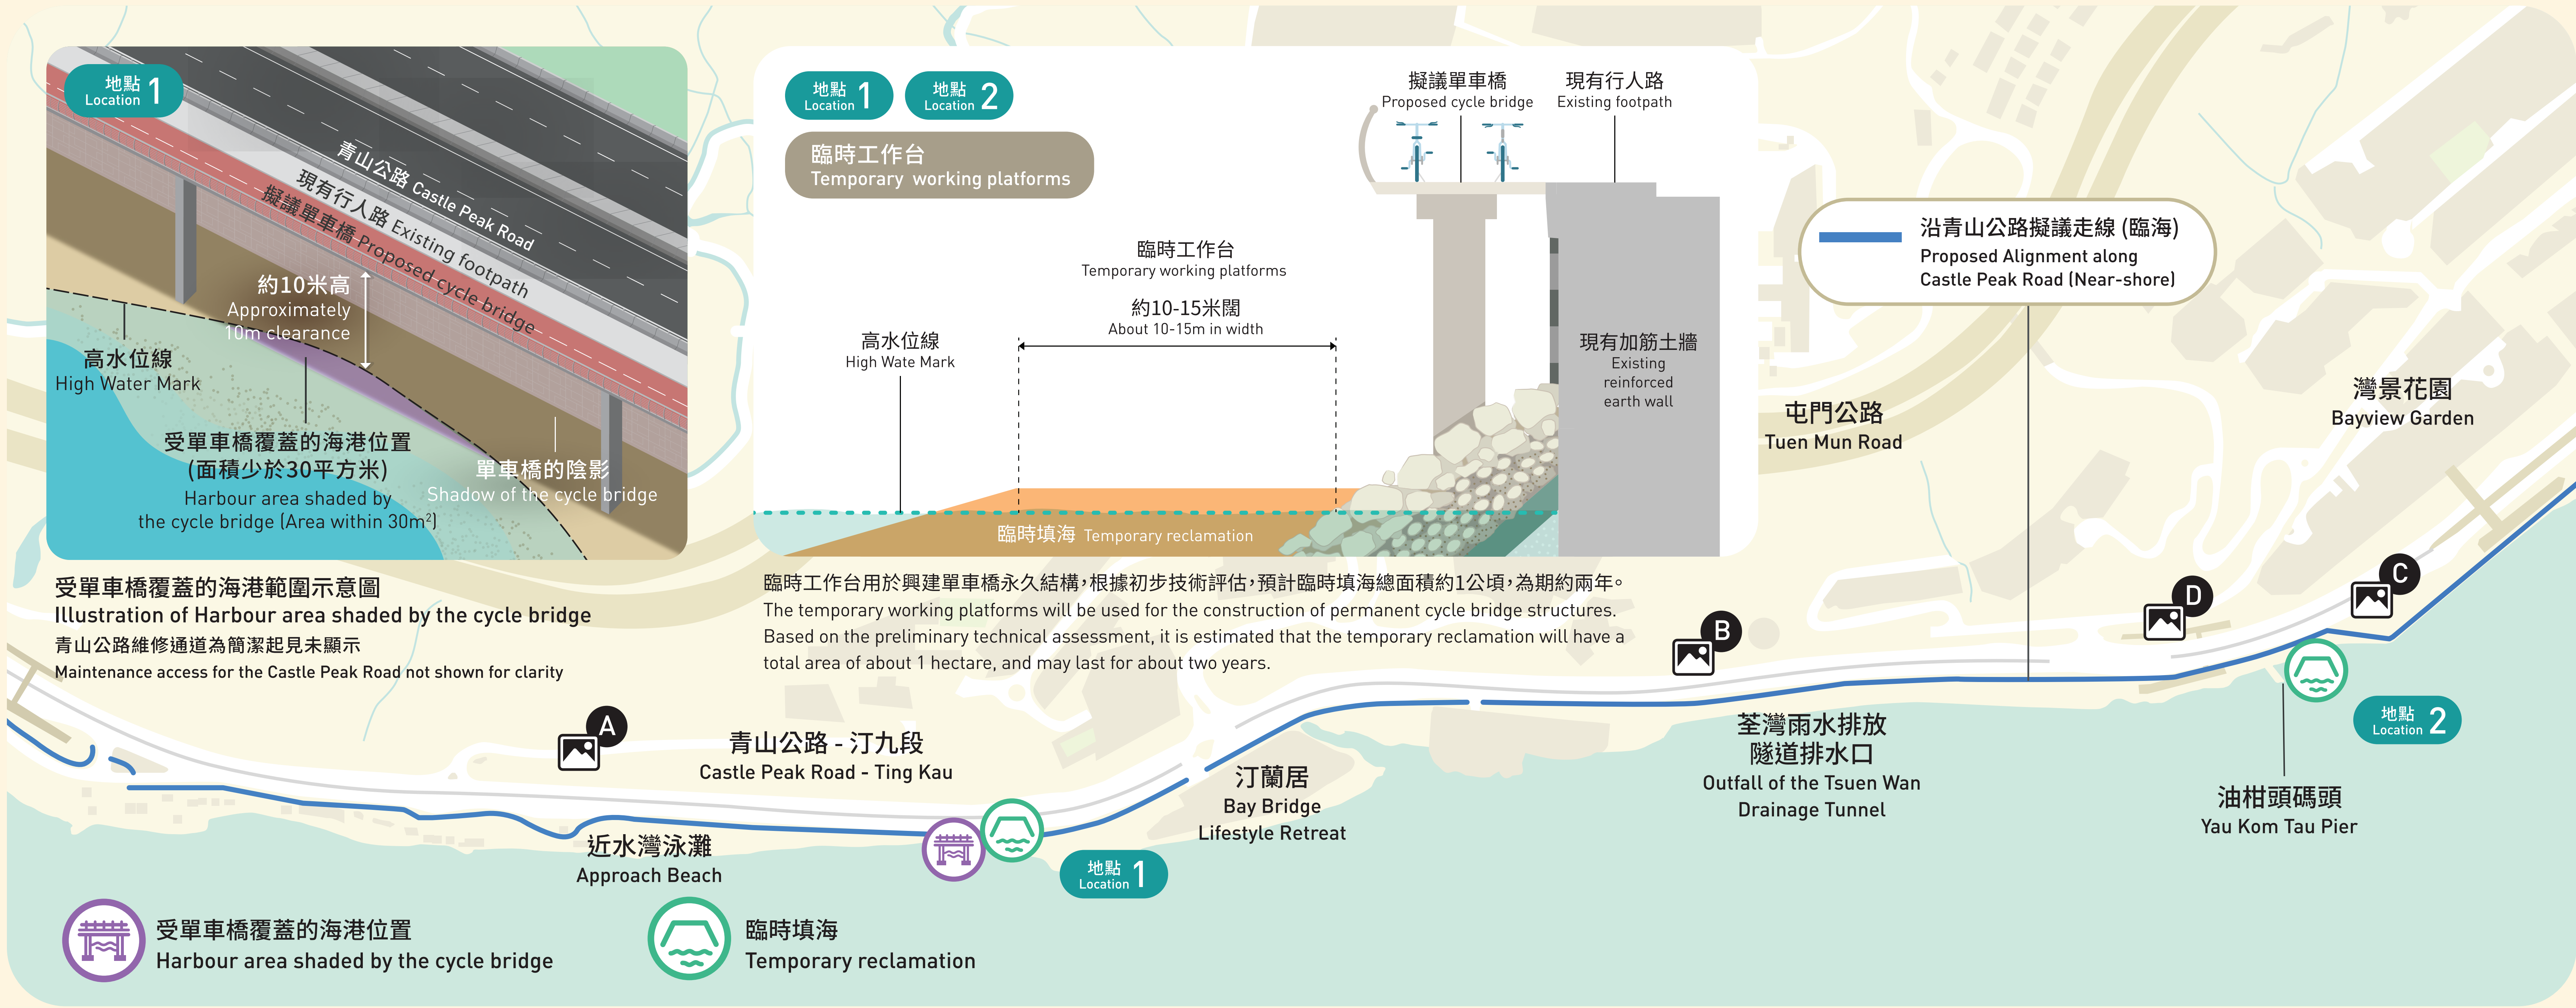 地點
Location 1
青山公路 Castle Peak Road
現有行人路 Existing footpath
擬議單車橋 Proposed cycle bridge
約10米高
Approximately
10m clearance
高水位線
High Water Mark
受單車橋覆蓋的海港位置
(面積少於30平方米)
Harbour area shaded by
the cycle bridge (Area within 30m²)
單車橋的陰影
Shadow of the cycle bridge
受單車橋覆蓋的海港範圍示意圖
Illustration of Harbour area shaded by the cycle bridge
青山公路維修通道為簡潔起見未顯示
Maintenance access for the Castle Peak Road not shown for clarity
地點
Location 1
地點
Location 2
臨時工作台
Temporary working platforms
擬議單車橋
Proposed cycle bridge
現有行人路
Existing footpath
臨時工作台
Temporary working platforms
約10-15米闊
About 10-15m in width
高水位線
High Wate Mark
現有加筋土牆
Existing
reinforced
earth wall
臨時填海 Temporary reclamation
臨時工作台用於興建單車橋永久結構，根據初步技術評估，預計臨時填海總面積約1公頃，為期約兩年。
The temporary working platforms will be used for the construction of permanent cycle bridge structures.
Based on the preliminary technical assessment, it is estimated that the temporary reclamation will have a
total area of about 1 hectare, and may last for about two years.
沿青山公路擬議走線 (臨海)
Proposed Alignment along
Castle Peak Road (Near-shore)
屯門公路
Tuen Mun Road
灣景花園
Bayview Garden
A
B
C
D
青山公路 - 汀九段
Castle Peak Road - Ting Kau
近水灣泳灘
Approach Beach
地點
Location 1
汀蘭居
Bay Bridge
Lifestyle Retreat
荃灣雨水排放
隧道排水口
Outfall of the Tsuen Wan
Drainage Tunnel
地點
Location 2
油柑頭碼頭
Yau Kom Tau Pier
受單車橋覆蓋的海港位置
Harbour area shaded by the cycle bridge
臨時填海
Temporary reclamation